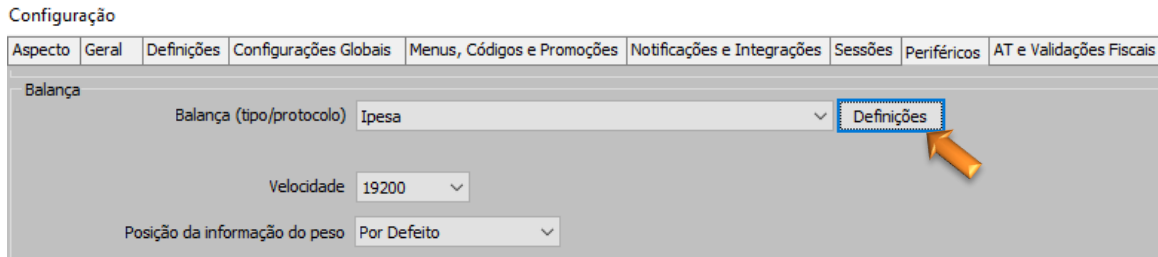 Configuração
Aspecto Geral Definições Configurações Globais Menus, Códigos e Promoções Notificações e Integrações Sessões Periféricos AT e Validações Fiscais
Balança
Balança (tipo/protocolo) Ipesa Definições
Velocidade 19200
Posição da informação do peso Por Defeito